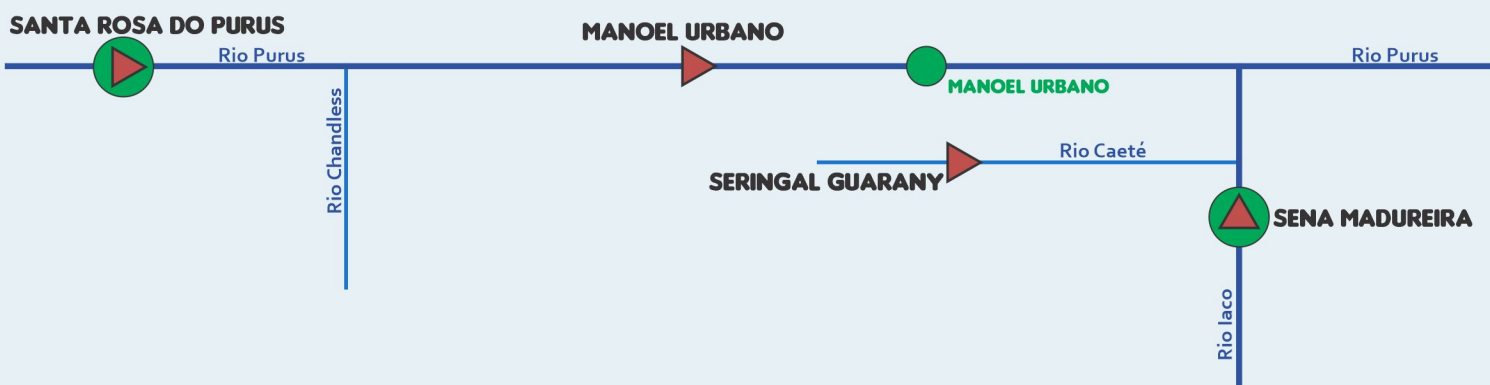 SANTA ROSA DO PURUS
MANOEL URBANO
Rio Purus
Rio Purus
MANOEL URBANO
Rio Chandless
Rio Caeté
SERINGAL GUARANY
SENA MADUREIRA
Rio Iaco